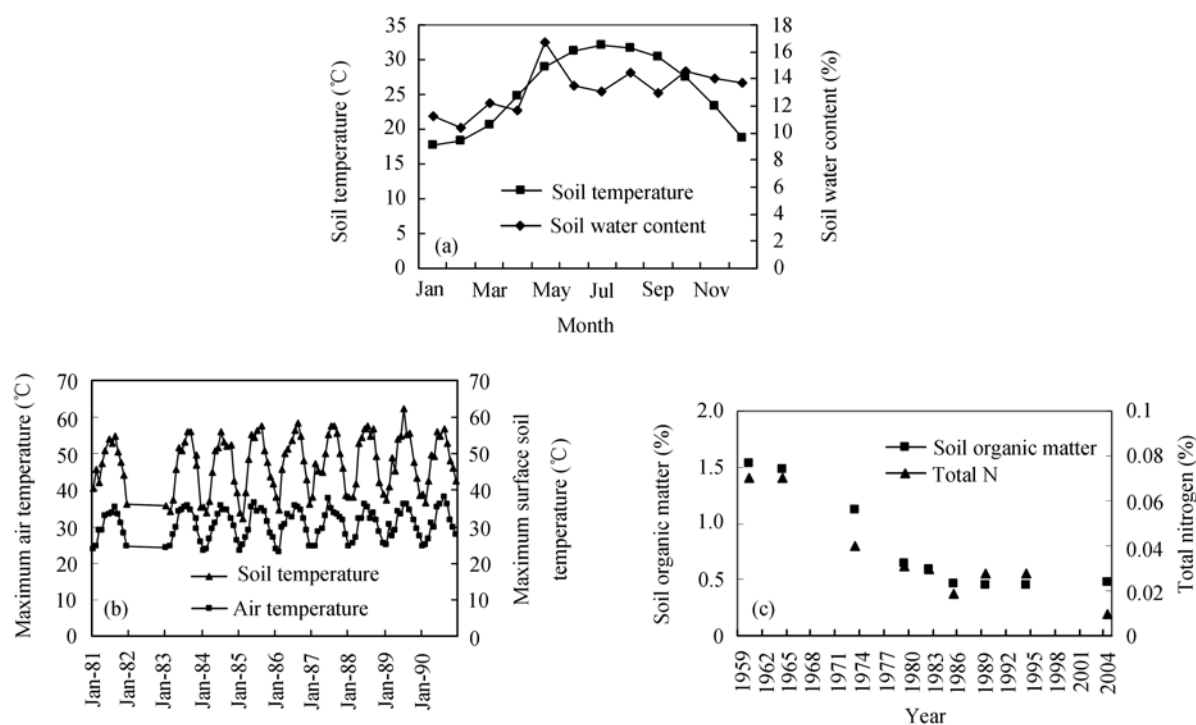 35
30
25
20
15
10
5
0
Soil temperature (℃)
18
16
14
12
10
8
6
4
2
0
Soil water content (%)
Soil temperature
Soil water content
(a)
Jan Mar May Jul Sep Nov
Month
70
60
50
40
30
20
10
0
Maximum air temperature (℃)
70
60
50
40
30
20
10
0
Maximum surface soil
temperature (℃)
Soil temperature
Air temperature
(b)
Jan-81 Jan-82 Jan-83 Jan-84 Jan-85 Jan-86 Jan-87 Jan-88 Jan-89 Jan-90
2.0
1.5
1.0
0.5
0
Soil organic matter (%)
0.1
0.08
0.06
0.04
0.02
0
Total nitrogen (%)
Soil organic matter
Total N
(c)
1959 1962 1965 1968 1971 1974 1977 1980 1983 1986 1989 1992 1995 1998 2001 2004
Year